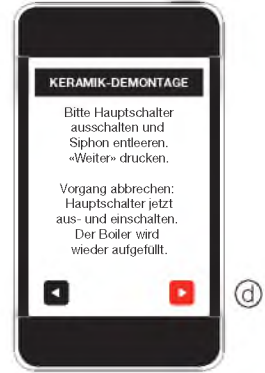 KERAMIK-DEMONTAGE
Bitte Hauptschalter
ausschalten und
Siphon entleeren.
«Weiter» drucken.
Vorgang abbrechen:
Hauptschalter jetzt
aus- und einschalten.
Der Boiler wird
wieder aufgefüllt.
d